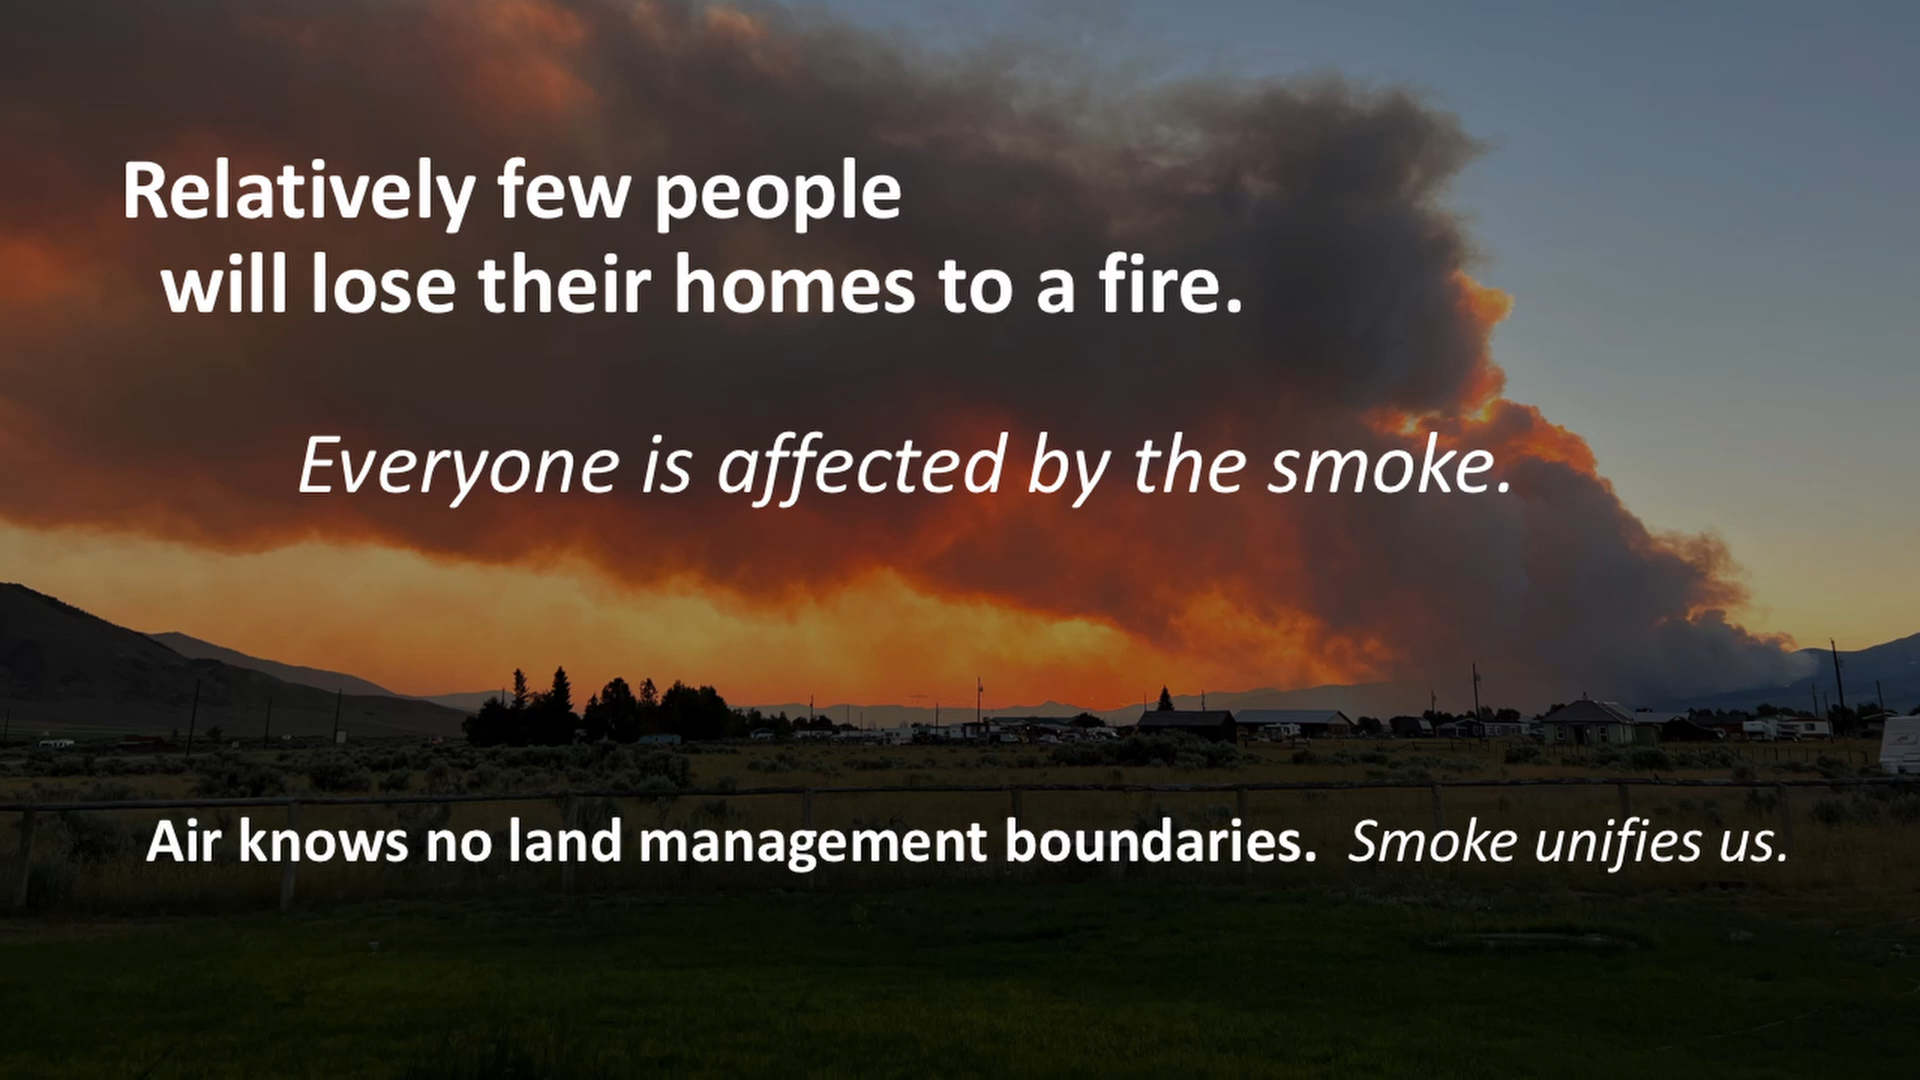 Relatively few people
will lose their homes to a fire.
Everyone is affected by the smoke.
Air knows no land management boundaries. Smoke unifies us.